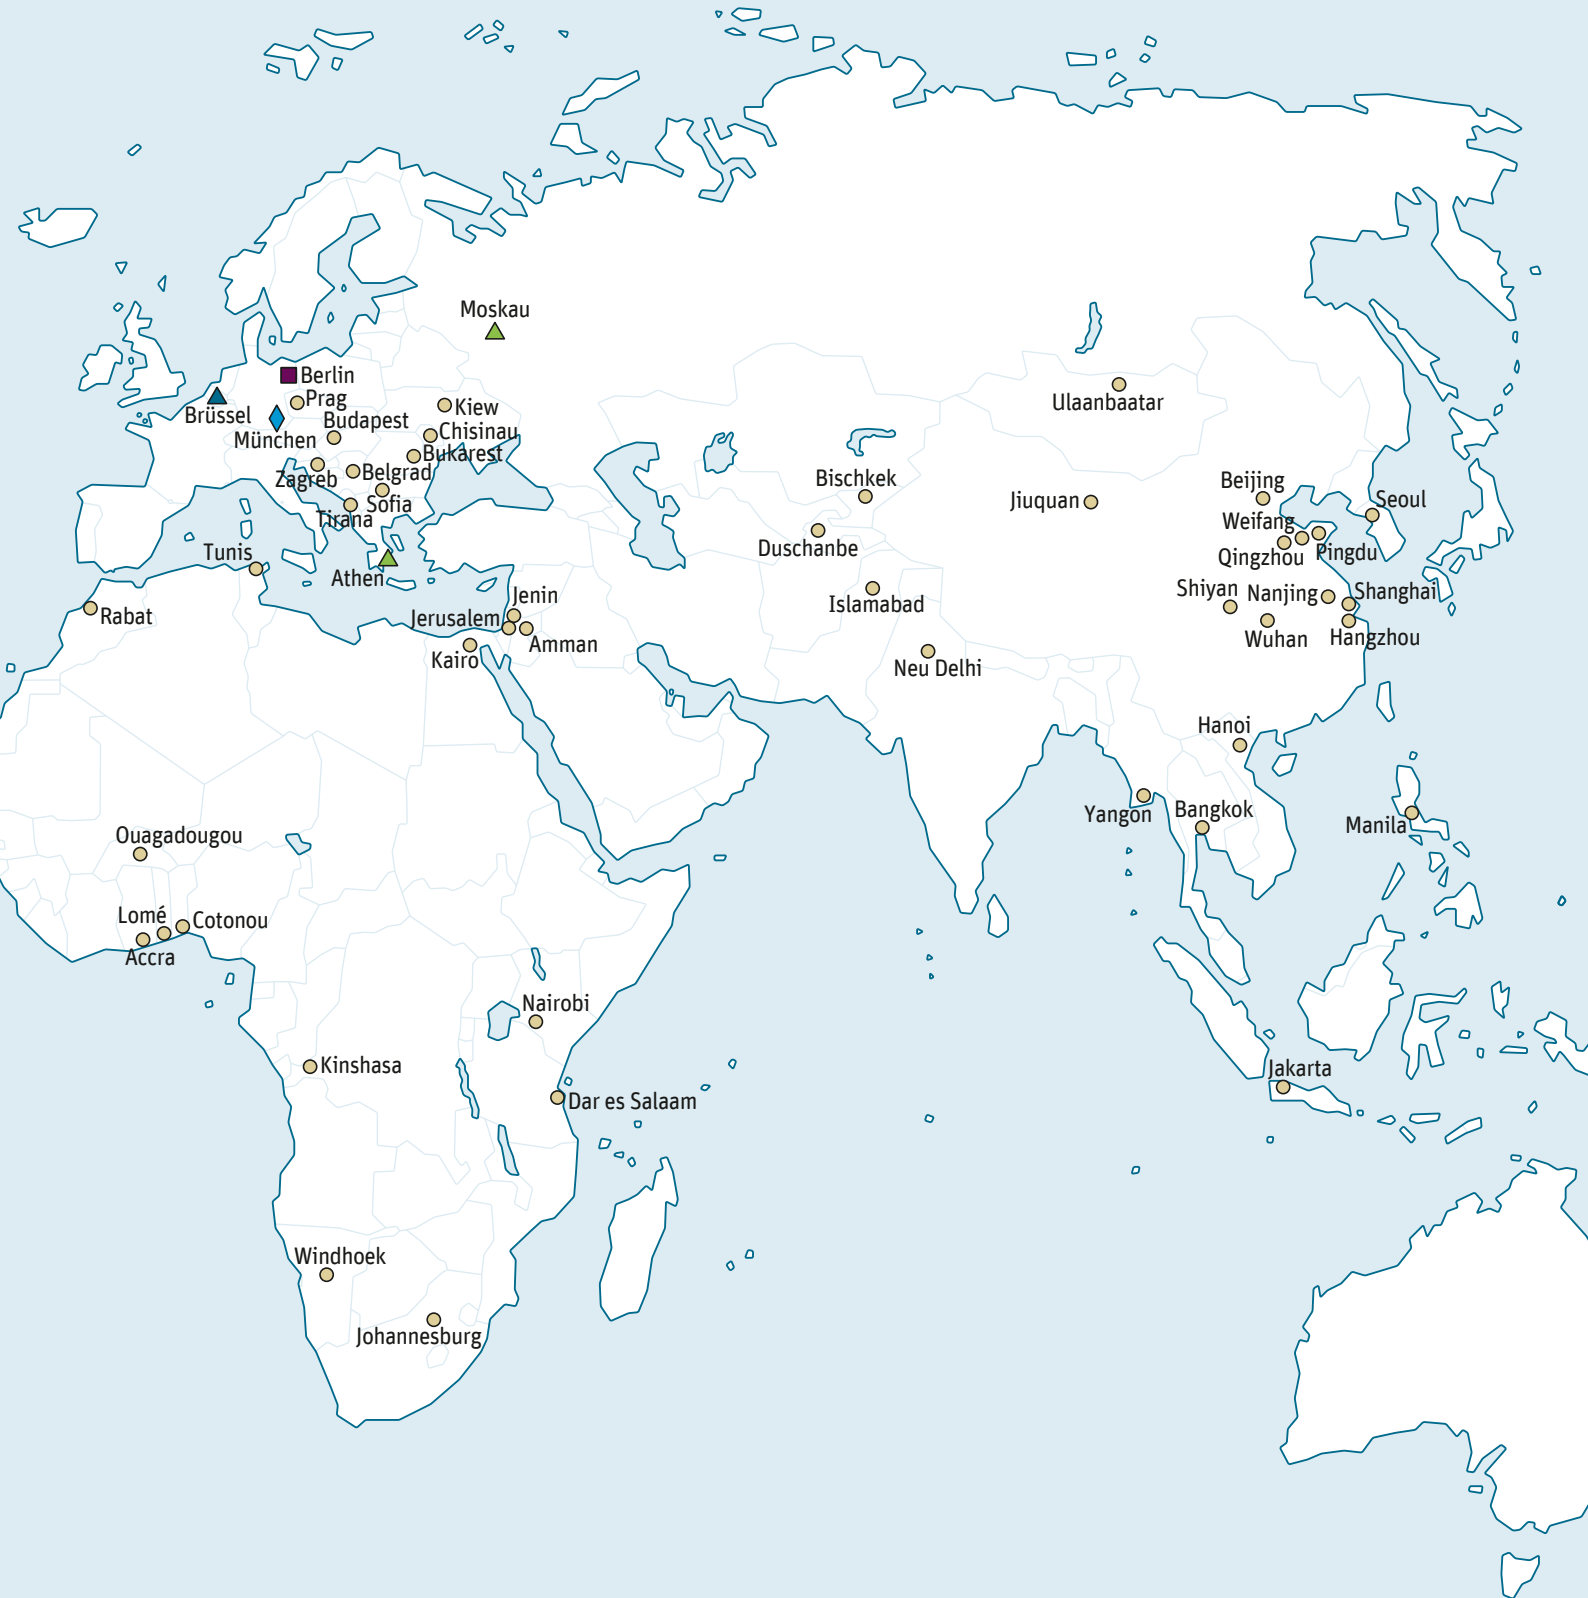 Moskau
Berlin
Prag
Brüssel
Kiew
Budapest
München
Chisinau
Bukarest
Zagreb
Belgrad
Sofia
Tirana
Athen
Tunis
Rabat
Jenin
Jerusalem
Amman
Kairo
Ulaanbaatar
Bischkek
Jiuquan
Beijing
Seoul
Weifang
Duschanbe
Qingzhou
Pingdu
Islamabad
Shiyan
Nanjing
Shanghai
Wuhan
Hangzhou
Neu Delhi
Hanoi
Yangon
Bangkok
Manila
Ouagadougou
Lomé
Cotonou
Accra
Nairobi
Kinshasa
Jakarta
Dar es Salaam
Windhoek
Johannesburg